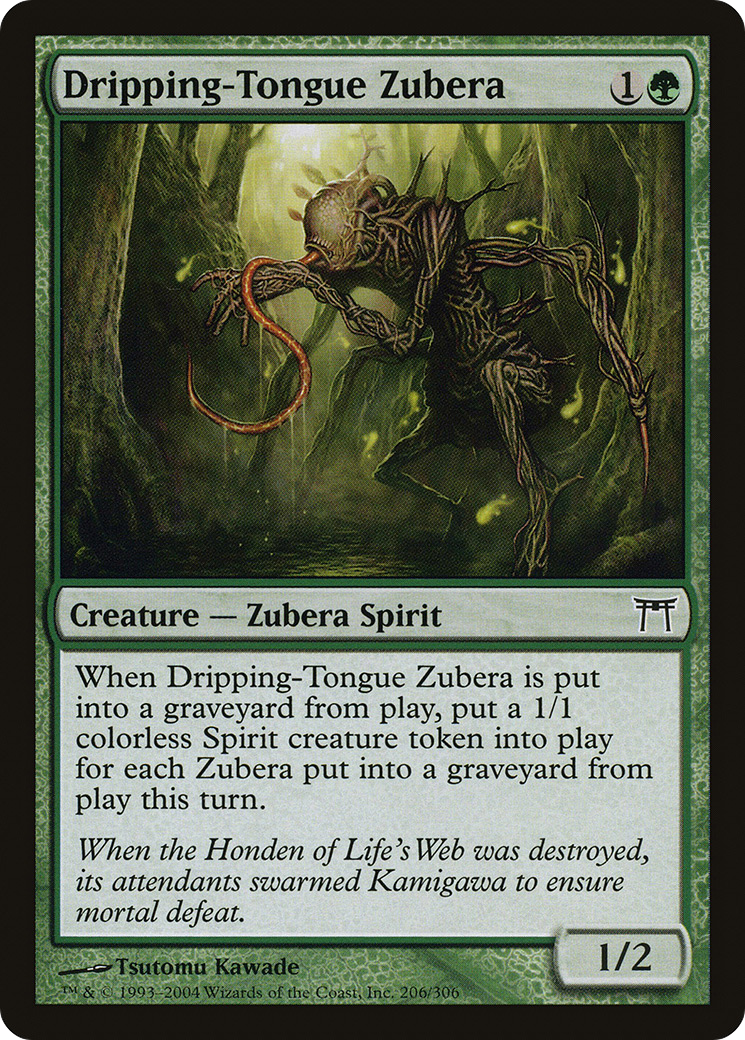 Dripping-Tongue Zubera 1
Creature — Zubera Spirit
When Dripping-Tongue Zubera is put
into a graveyard from play, put a 1/1
colorless Spirit creature token into play
for each Zubera put into a graveyard from
play this turn.
When the Honden of Life's Web was destroyed,
its attendants swarmed Kamigawa to ensure
mortal defeat.
1/2
Tsutomu Kawade
™ & © 1993–2004 Wizards of the Coast, Inc. 206/306